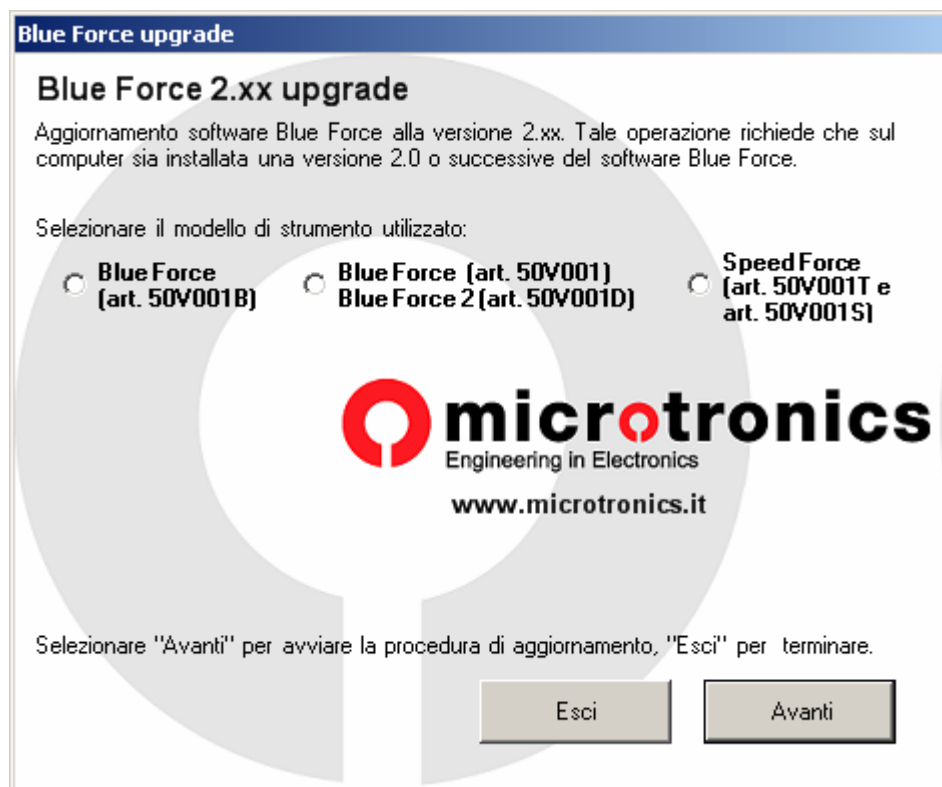 Blue Force upgrade
Blue Force 2.xx upgrade
Aggiornamento software Blue Force alla versione 2.xx. Tale operazione richiede che sul
computer sia installata una versione 2.0 o successive del software Blue Force.
Selezionare il modello di strumento utilizzato:
Blue Force
(art. 50V001B)
Blue Force (art. 50V001)
Blue Force 2 (art. 50V001D)
Speed Force
(art. 50V001T e
art. 50V001S)
microtronics
Engineering in Electronics
www.microtronics.it
Selezionare "Avanti" per avviare la procedura di aggiornamento, "Esci" per terminare.
Esci
Avanti